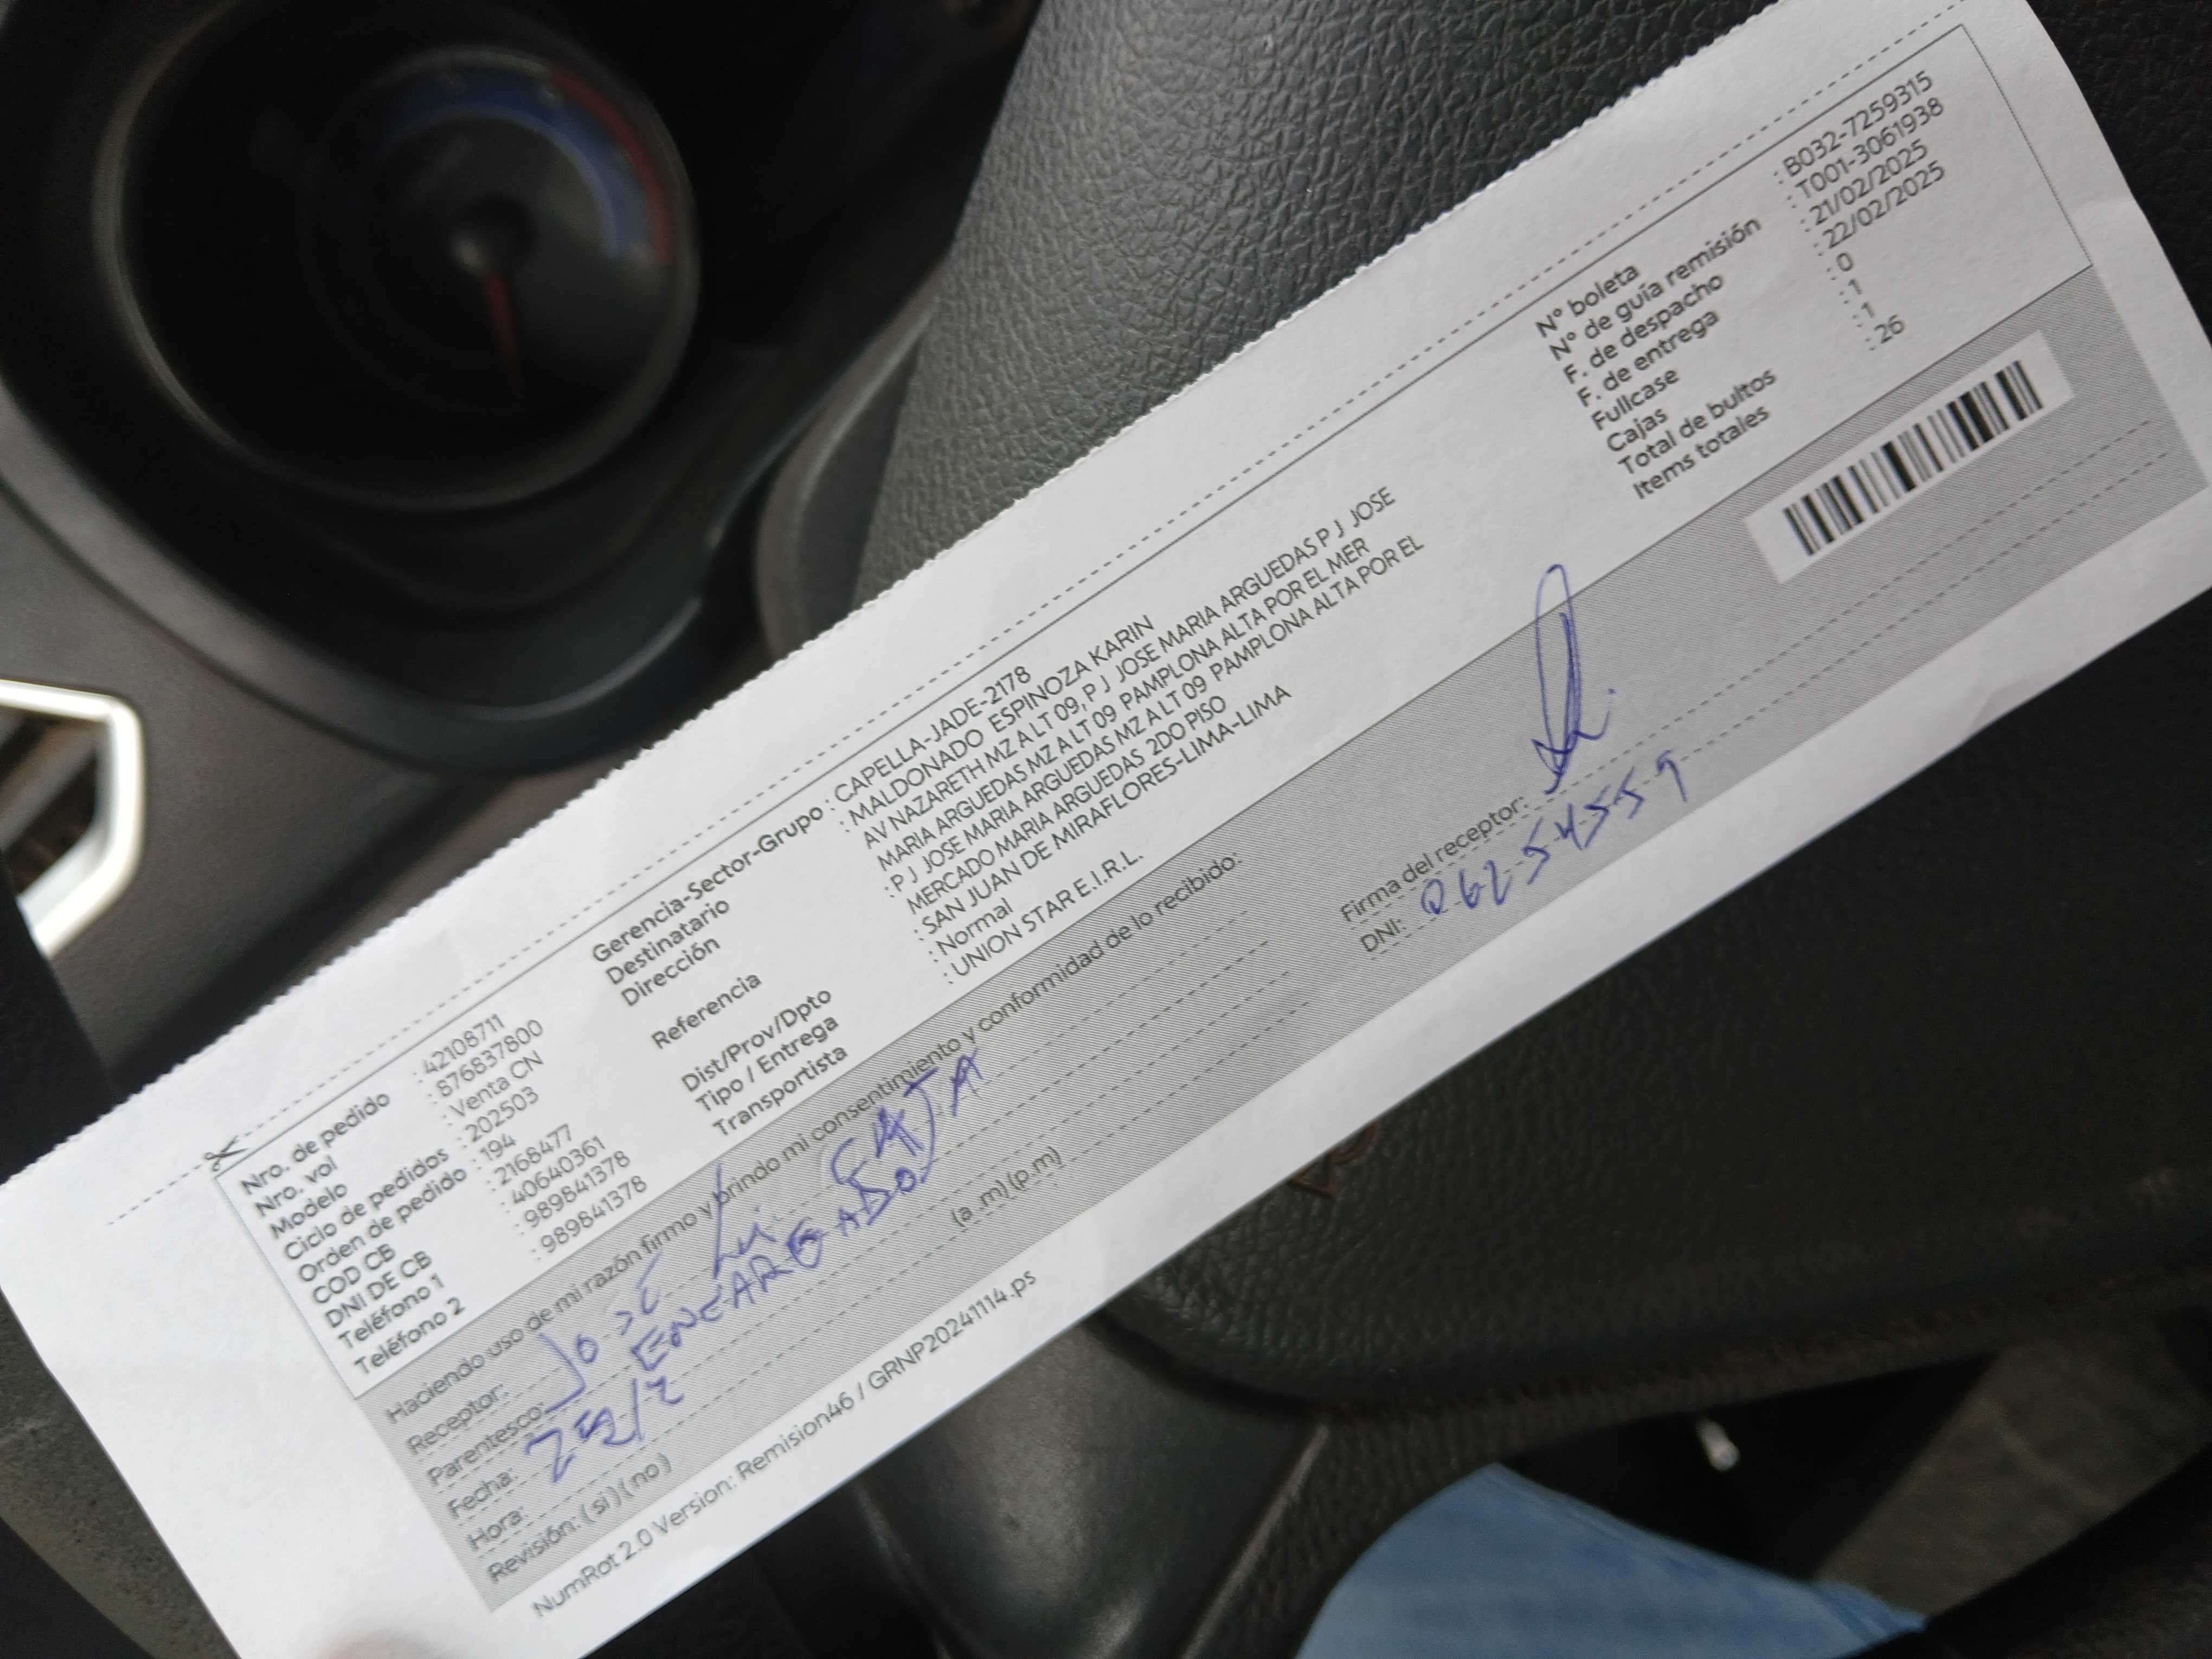 Nro. de pedido : 42108711
Nro. vol : 876837800
Modelo : Venta CN
Ciclo de pedidos : 202503
Orden de pedido : 194
COD CB : 2168477
DNI DE CB : 40640361
Teléfono 1 : 989841378
Teléfono 2 : 989841378
Gerencia-Sector-Grupo : CAPELLA-JADE-2178
Destinatario : MALDONADO ESPINOZA KARIN
Dirección AV NAZARETH MZ A LT 09, P J JOSE MARIA ARGUEDAS P J JOSE
MARIA ARGUEDAS MZ A LT 09 PAMPLONA ALTA POR EL MER
Referencia : P J JOSE MARIA ARGUEDAS MZ A LT 09 PAMPLONA ALTA POR EL
MERCADO MARIA ARGUEDAS 2DO PISO
Dist/Prov/Dpto : SAN JUAN DE MIRAFLORES-LIMA-LIMA
Tipo / Entrega : Normal
Transportista : UNION STAR E.I.R.L.
N° boleta : B032-7259315
N° de guía remisión : T001-3061938
F. de despacho : 21/02/2025
F. de entrega : 22/02/2025
Fullcase : 0
Cajas : 1
Total de bultos : 1
Items totales : 26
Haciendo uso de mi razón firmo y brindo mi consentimiento y conformidad de lo recibido:
Receptor: José CAJA
Parentesco: ENCARGADO
Fecha:
Hora: (a .m) (p.m)
Revisión: ( si ) ( no )
Firma del receptor:
DNI:
NumRot 2.0 Version: Remision46 / GRNP20241114.ps